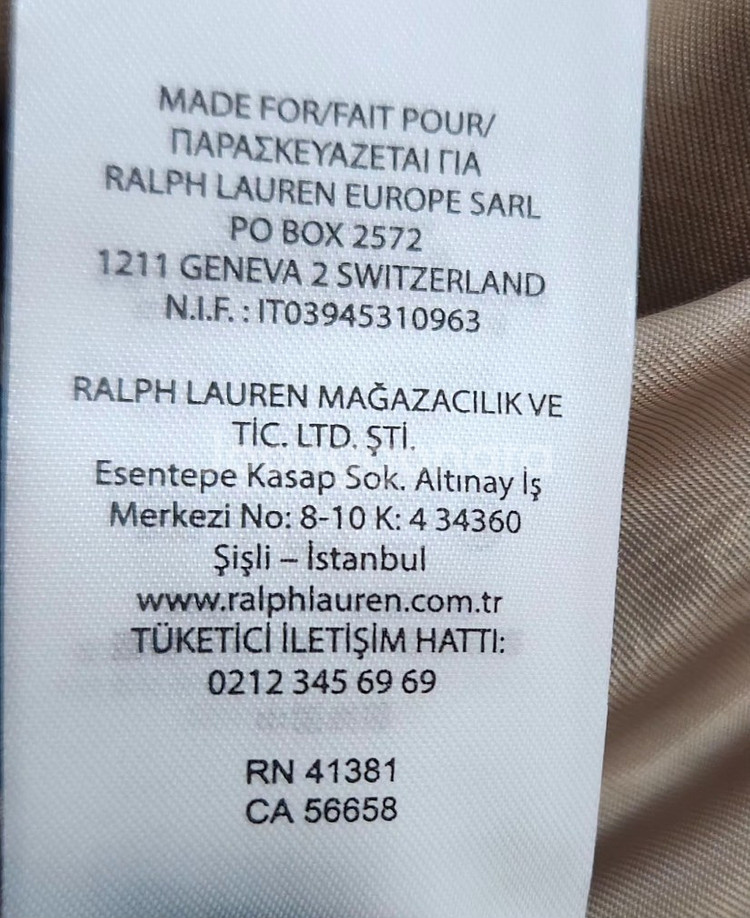 MADE FOR/FAIT POUR/
ΠΑΡΑΣΚΕΥΑΖΕΤΑΙ ΓΙΑ
RALPH LAUREN EUROPE SARL
PO BOX 2572
1211 GENEVA 2 SWITZERLAND
N.I.F. : IT03945310963
RALPH LAUREN MAĞAZACILIK VE
TİC. LTD. ŞTİ.
Esentepe Kasap Sok. Altınay İş
Merkezi No: 8-10 K: 4 34360
Şişli – İstanbul
www.ralphlauren.com.tr
TÜKETİCİ İLETİŞİM HATTI:
0212 345 69 69
RN 41381
CA 56658